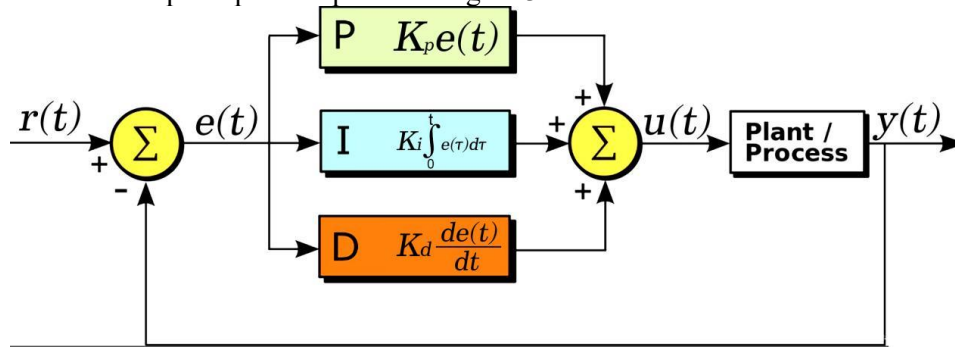 P K_p e(t)
r(t) Σ e(t) I K_i ∫_0^t e(τ)dτ Σ u(t) Plant / Process y(t)
+ -
+ + +
D K_d de(t)/dt